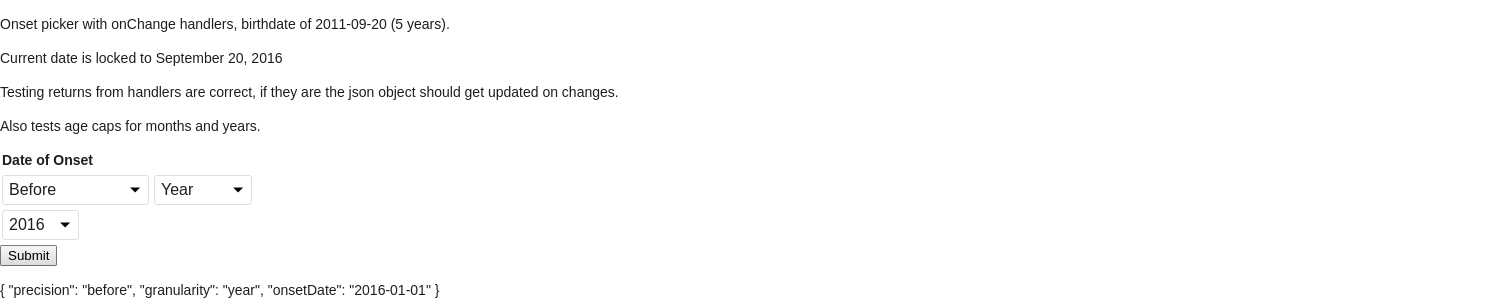 Onset picker with onChange handlers, birthdate of 2011-09-20 (5 years).
Current date is locked to September 20, 2016
Testing returns from handlers are correct, if they are the json object should get updated on changes.
Also tests age caps for months and years.
Date of Onset
Before Year
2016
Submit
{ "precision": "before", "granularity": "year", "onsetDate": "2016-01-01" }